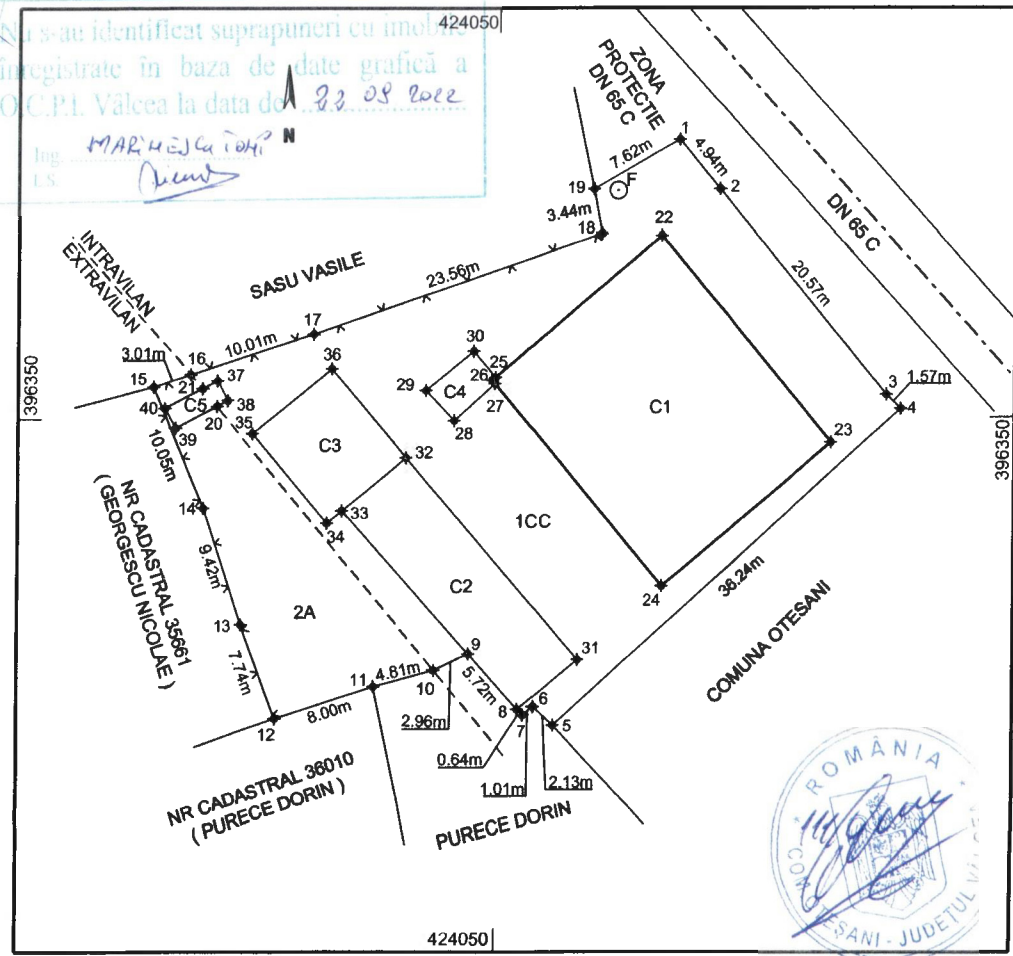 Nu s-au identificat suprapuneri cu imobile
înregistrate în baza de date grafică a
O.C.P.I. Vâlcea la data de 22 09 2022
Ing.
L.S.
N
424050
ZONA
PROTECTIE
DN 65 C
DN 65 C
1
7.62m
4.94m
2
19
F
3.44m
18
22
20.57m
INTRAVILAN
EXTRAVILAN
SASU VASILE
23.56m
17
10.01m
16
3.01m
15
21
37
C5
38
40
20
39
36
30
25
26
29
C4
27
28
C1
3
1.57m
4
396350
396350
35
C3
32
23
10.05m
14
33
34
1CC
NR CADASTRAL 35661
( GEORGESCU NICOLAE )
9.42m
13
2A
C2
24
36.24m
7.74m
9
31
COMUNA OTESANI
11
4.81m
10
5.72m
12
8.00m
2.96m
8
7
6
5
0.64m
1.01m
2.13m
NR CADASTRAL 36010
( PURECE DORIN )
PURECE DORIN
424050
ROMÂNIA